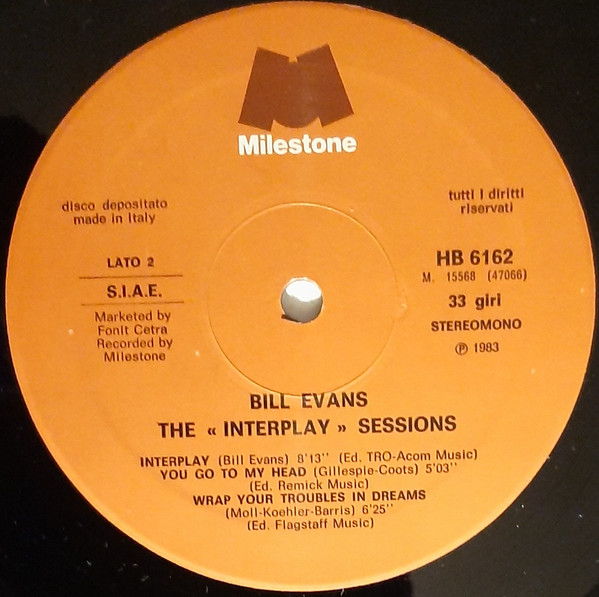 Milestone
disco depositato
made in Italy
tutti i diritti
riservati
LATO 2
S.I.A.E.
Marketed by
Fonit Cetra
Recorded by
Milestone
HB 6162
M. 15568 (47066)
33 giri
STEREOMONO
℗ 1983
BILL EVANS
THE « INTERPLAY » SESSIONS
INTERPLAY (Bill Evans) 8'13'' (Ed. TRO-Acom Music)
YOU GO TO MY HEAD (Gillespie-Coots) 5'03''
(Ed. Remick Music)
WRAP YOUR TROUBLES IN DREAMS
(Moll-Koehler-Barris) 6'25''
(Ed. Flagstaff Music)